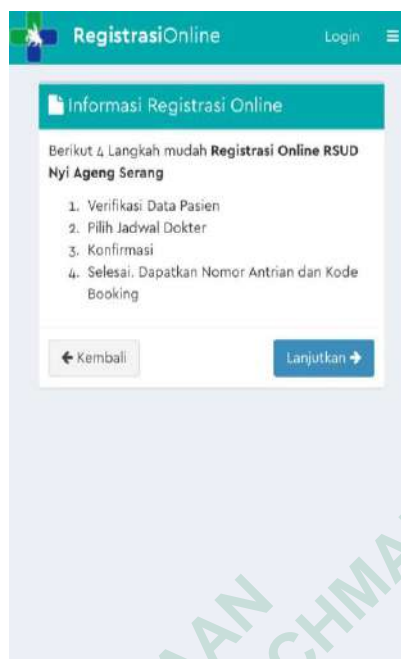 RegistrasiOnline
Login
Informasi Registrasi Online
Berikut 4 Langkah mudah Registrasi Online RSUD
Nyi Ageng Serang
1. Verifikasi Data Pasien
2. Pilih Jadwal Dokter
3. Konfirmasi
4. Selesai. Dapatkan Nomor Antrian dan Kode
Booking
Kembali
Lanjutkan